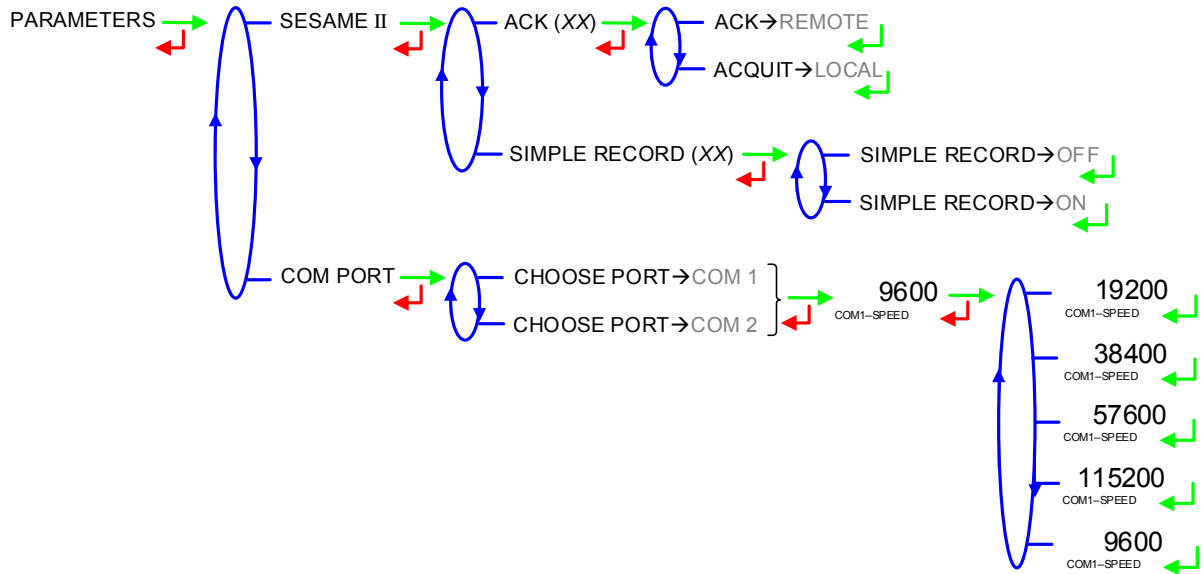 PARAMETERS
SESAME II
ACK (XX)
ACK→REMOTE
ACQUIT→LOCAL
SIMPLE RECORD (XX)
SIMPLE RECORD→OFF
SIMPLE RECORD→ON
COM PORT
CHOOSE PORT→COM 1
CHOOSE PORT→COM 2
9600
COM1–SPEED
19200
COM1–SPEED
38400
COM1–SPEED
57600
COM1–SPEED
115200
COM1–SPEED
9600
COM1–SPEED